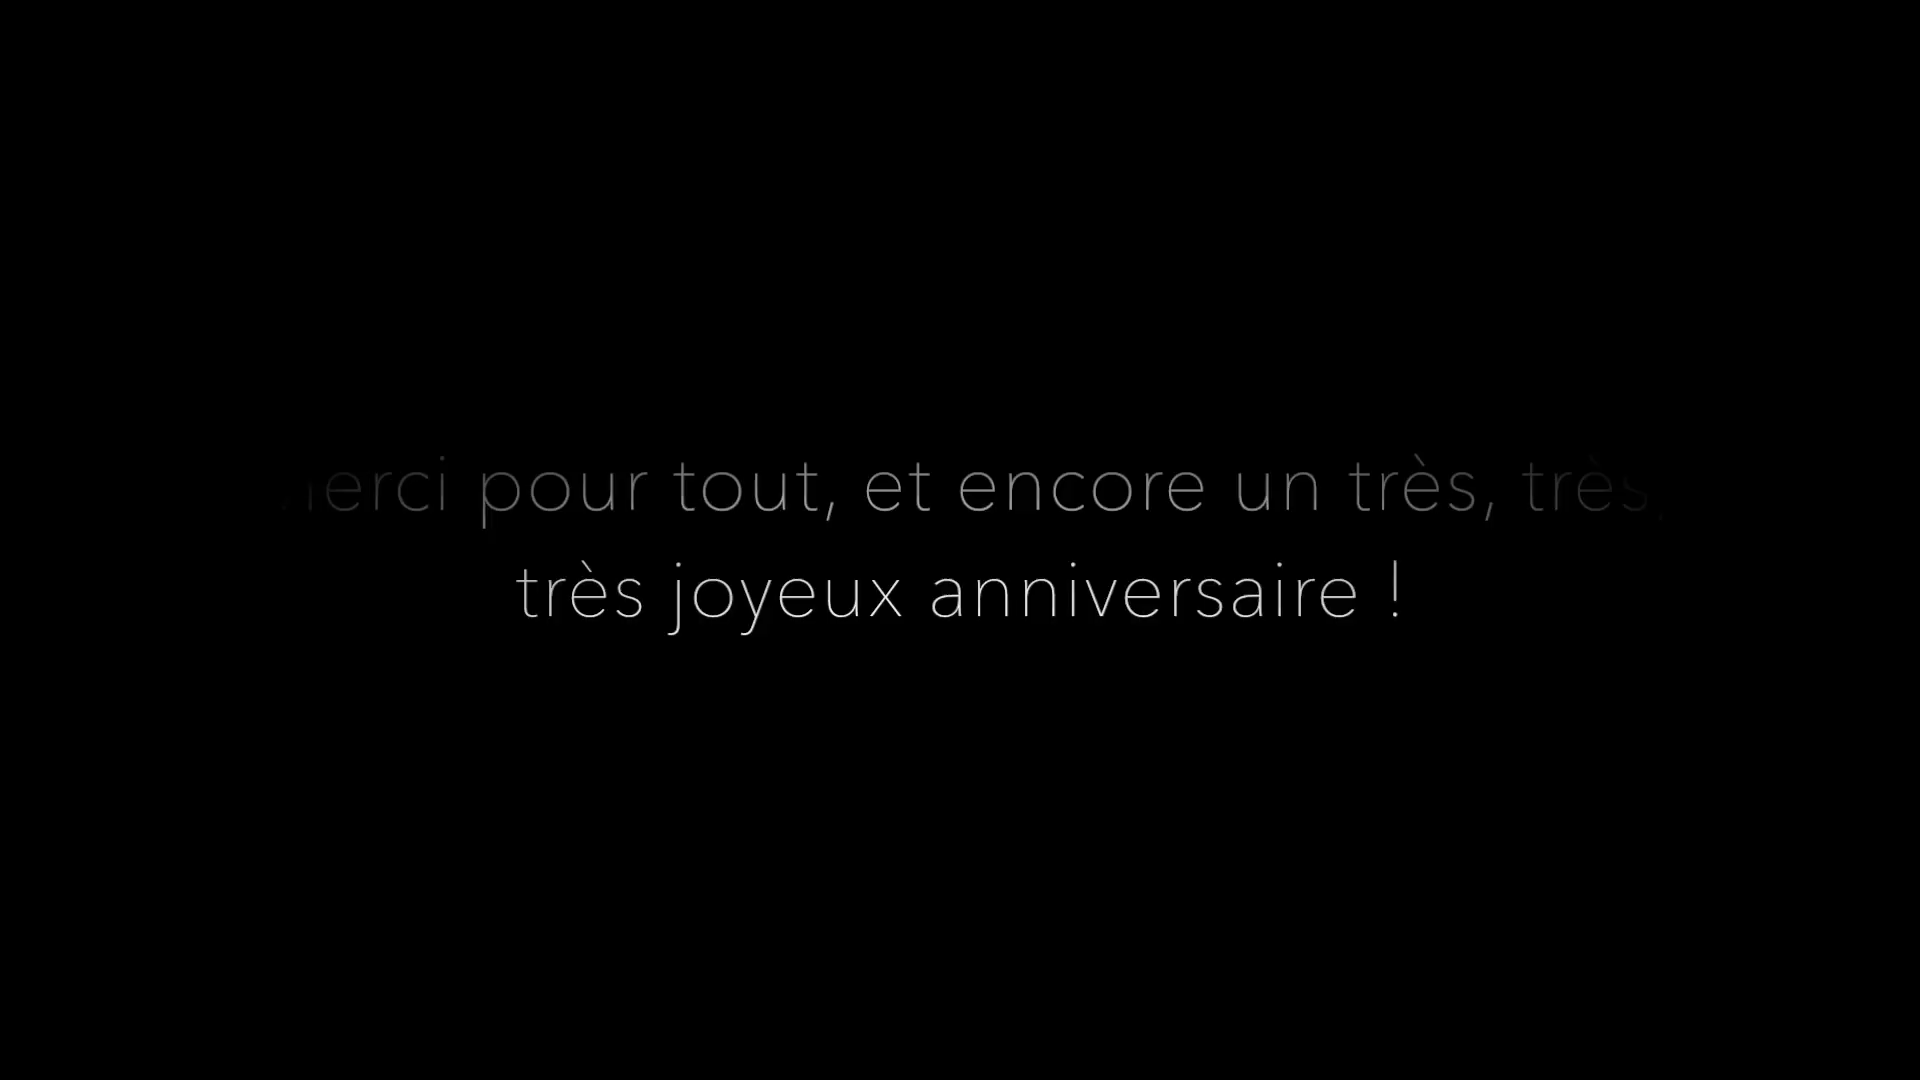 Merci pour tout, et encore un très, très,
très joyeux anniversaire !